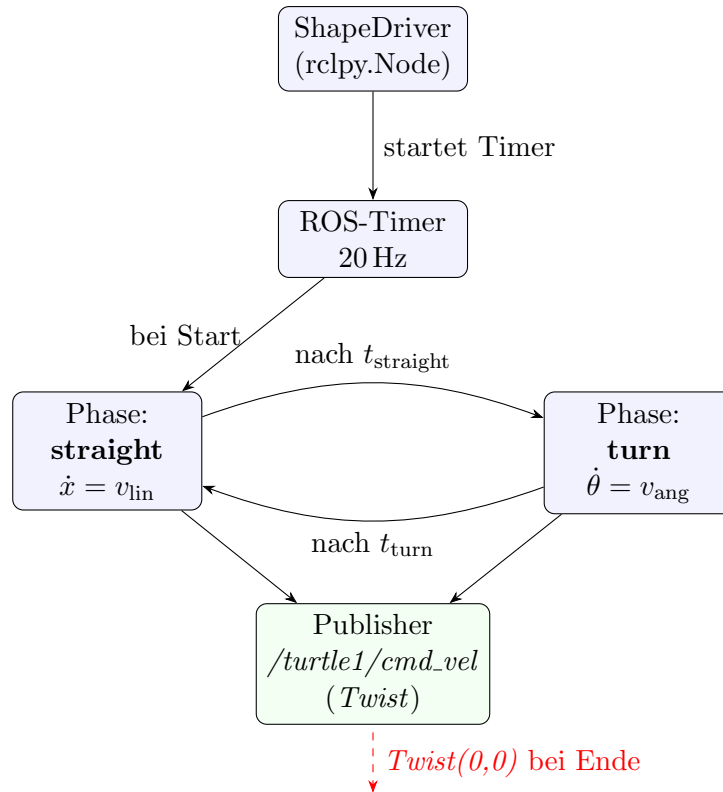 ShapeDriver
(rclpy.Node)
startet Timer
ROS-Timer
20 Hz
bei Start
nach t_straight
Phase:
straight
ẋ = v_lin
Phase:
turn
θ̇ = v_ang
nach t_turn
Publisher
/turtle1/cmd_vel
(Twist)
Twist(0,0) bei Ende